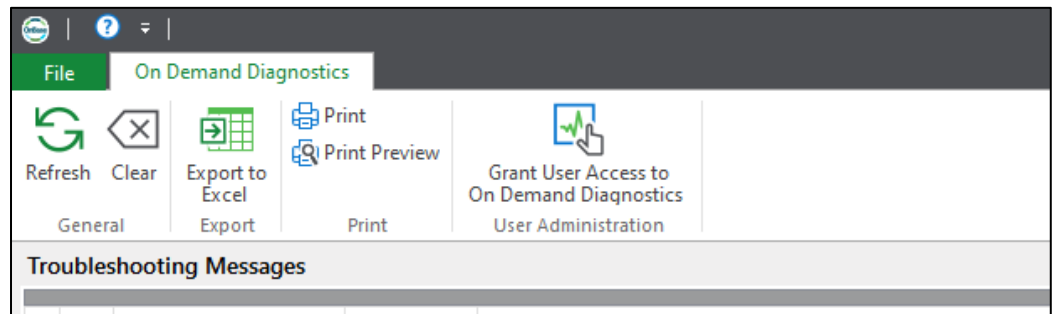 OnBase
File
On Demand Diagnostics
Refresh
Clear
Export to
Excel
Print
Print Preview
Grant User Access to
On Demand Diagnostics
General
Export
Print
User Administration
Troubleshooting Messages